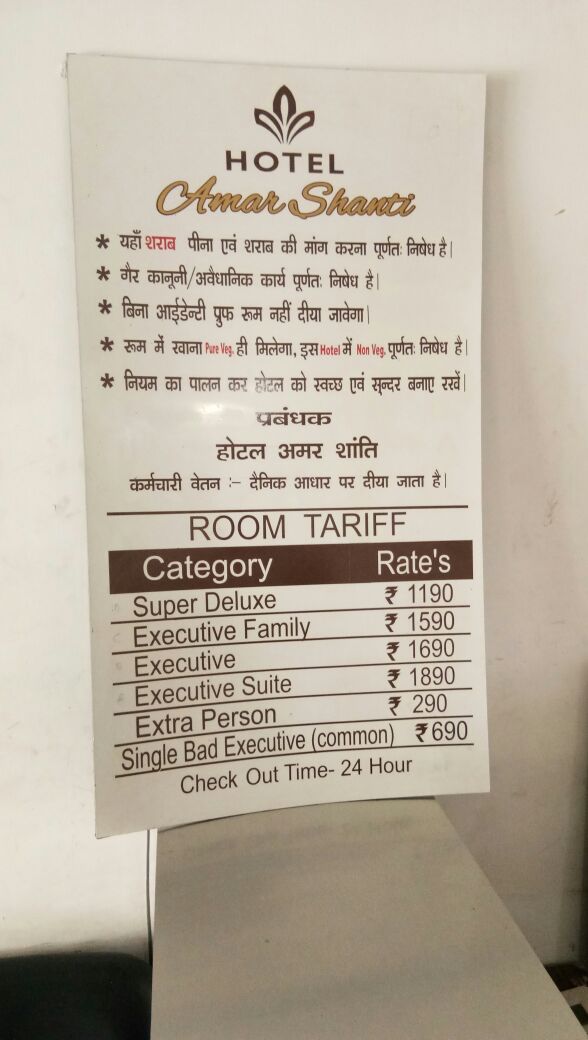 HOTEL
Amar Shanti
* यहाँ शराब पीना एवं शराब की मांग करना पूर्णतः निषेध है।
* गैर कानूनी/अवैधानिक कार्य पूर्णतः निषेध है।
* बिना आईडेन्टी प्रुफ रूम नहीं दीया जावेगा।
* रूम में खाना Pure Veg. ही मिलेगा, इस Hotel में Non Veg. पूर्णतः निषेध है।
* नियम का पालन कर होटल को स्वच्छ एवं सुन्दर बनाए रखें।
प्रबंधक
होटल अमर शांति
कर्मचारी वेतन :- दैनिक आधार पर दीया जाता है।
ROOM TARIFF
Category Rate's
Super Deluxe ₹ 1190
Executive Family ₹ 1590
Executive ₹ 1690
Executive Suite ₹ 1890
Extra Person ₹ 290
Single Bad Executive (common) ₹ 690
Check Out Time- 24 Hour